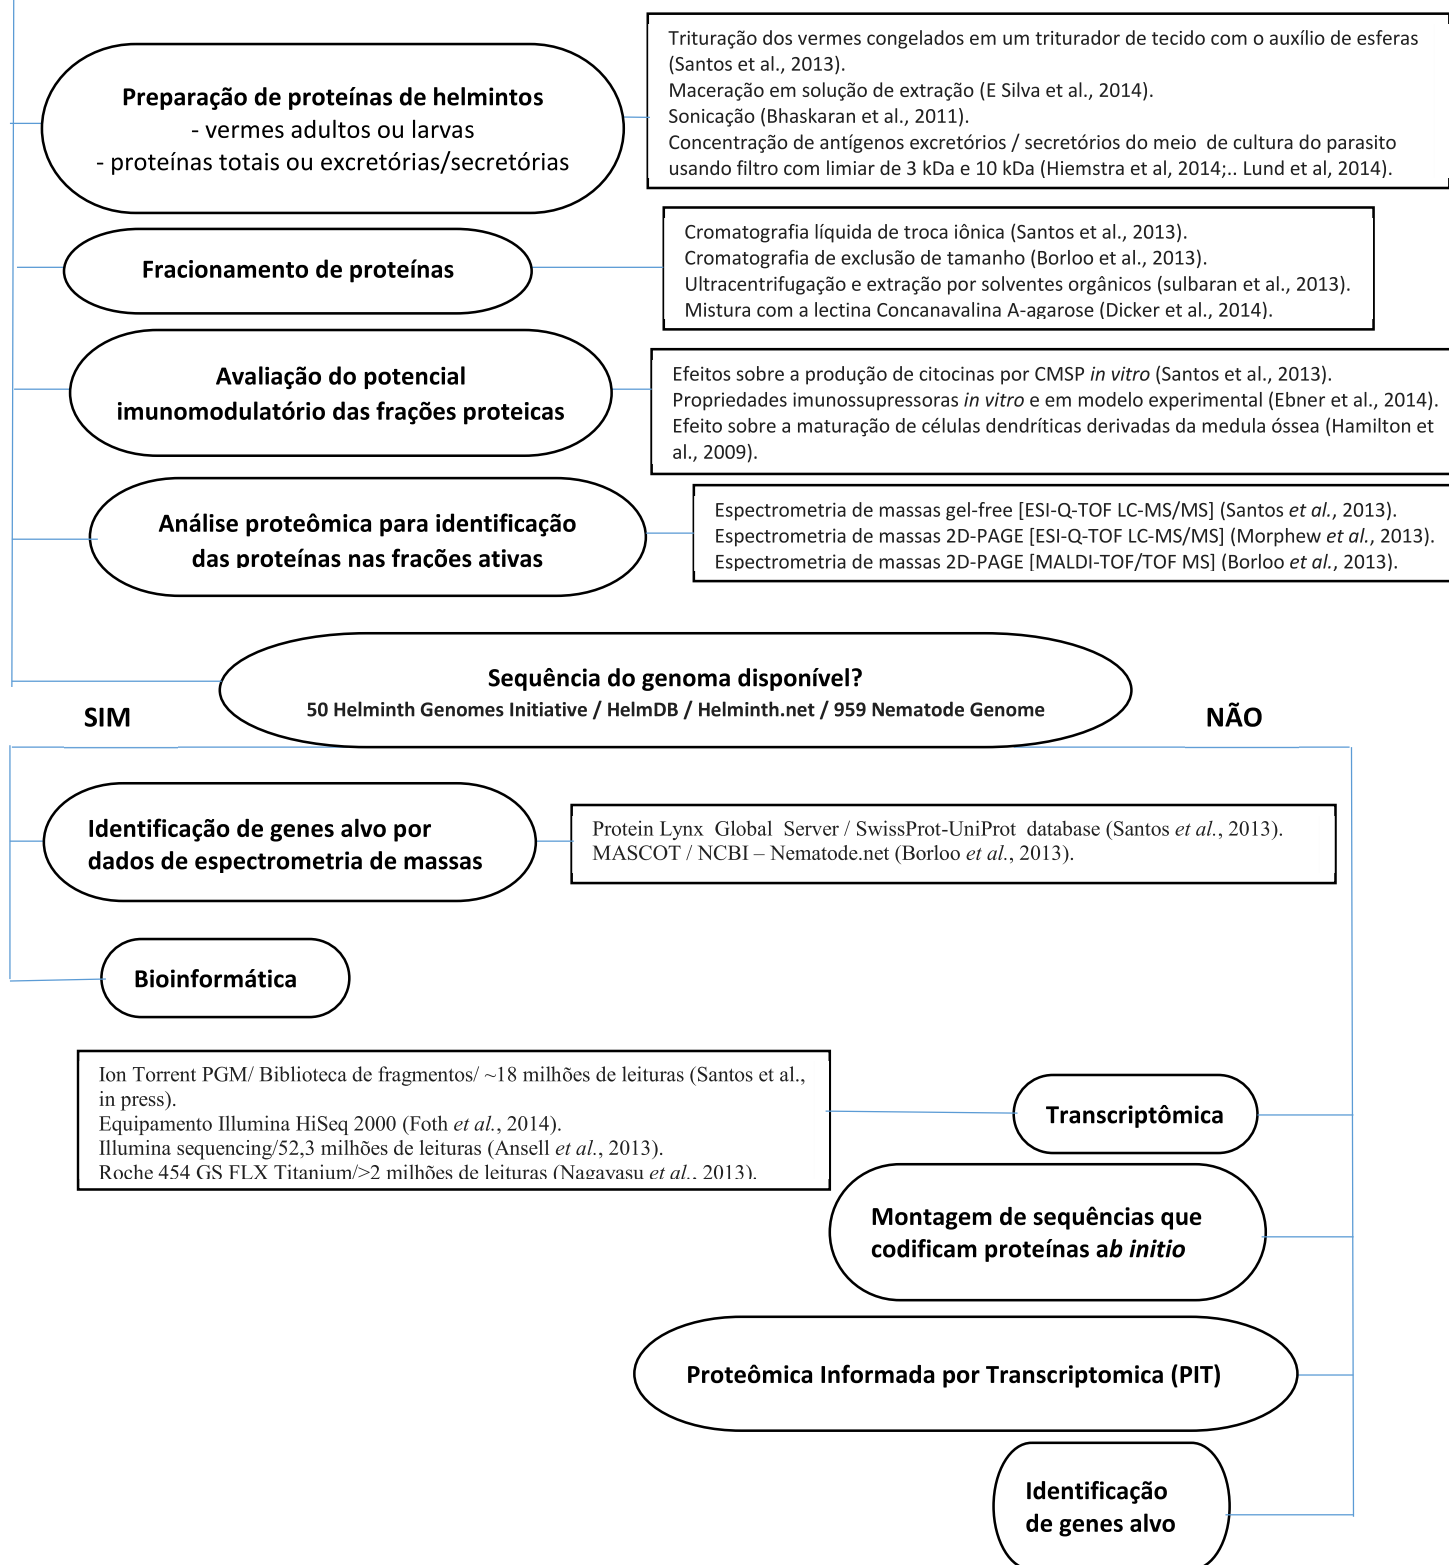 Preparação de proteínas de helmintos
- vermes adultos ou larvas
- proteínas totais ou excretórias/secretórias
Trituração dos vermes congelados em um triturador de tecido com o auxílio de esferas
(Santos et al., 2013).
Maceração em solução de extração (E Silva et al., 2014).
Sonicação (Bhaskaran et al., 2011).
Concentração de antígenos excretórios / secretórios do meio de cultura do parasito
usando filtro com limiar de 3 kDa e 10 kDa (Hiemstra et al, 2014;.. Lund et al, 2014).
Fracionamento de proteínas
Cromatografia líquida de troca iônica (Santos et al., 2013).
Cromatografia de exclusão de tamanho (Borloo et al., 2013).
Ultracentrifugação e extração por solventes orgânicos (sulbaran et al., 2013).
Mistura com a lectina Concanavalina A-agarose (Dicker et al., 2014).
Avaliação do potencial
imunomodulatório das frações proteicas
Efeitos sobre a produção de citocinas por CMSP in vitro (Santos et al., 2013).
Propriedades imunossupressoras in vitro e em modelo experimental (Ebner et al., 2014).
Efeito sobre a maturação de células dendríticas derivadas da medula óssea (Hamilton et
al., 2009).
Análise proteômica para identificação
das proteínas nas frações ativas
Espectrometria de massas gel-free [ESI-Q-TOF LC-MS/MS] (Santos et al., 2013).
Espectrometria de massas 2D-PAGE [ESI-Q-TOF LC-MS/MS] (Morphew et al., 2013).
Espectrometria de massas 2D-PAGE [MALDI-TOF/TOF MS] (Borloo et al., 2013).
Sequência do genoma disponível?
50 Helminth Genomes Initiative / HelmDB / Helminth.net / 959 Nematode Genome
SIM
NÃO
Identificação de genes alvo por
dados de espectrometria de massas
Protein Lynx Global Server / SwissProt-UniProt database (Santos et al., 2013).
MASCOT / NCBI – Nematode.net (Borloo et al., 2013).
Bioinformática
Ion Torrent PGM/ Biblioteca de fragmentos/ ~18 milhões de leituras (Santos et al.,
in press).
Equipamento Illumina HiSeq 2000 (Foth et al., 2014).
Illumina sequencing/52,3 milhões de leituras (Ansell et al., 2013).
Roche 454 GS FLX Titanium/>2 milhões de leituras (Nagayasu et al., 2013).
Transcriptômica
Montagem de sequências que
codificam proteínas ab initio
Proteômica Informada por Transcriptomica (PIT)
Identificação
de genes alvo